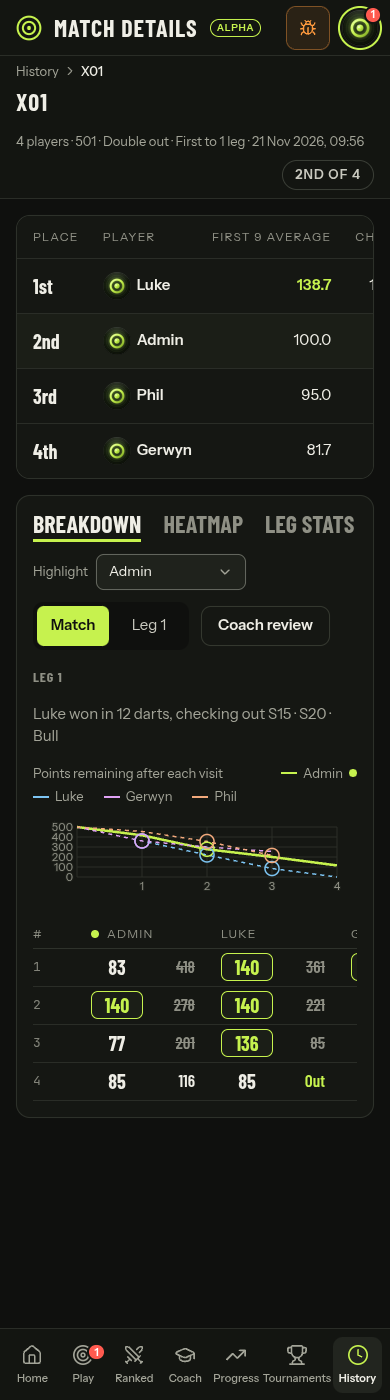 MATCH DETAILS ALPHA 1
History > X01
X01
4 players · 501 · Double out · First to 1 leg · 21 Nov 2026, 09:56
2ND OF 4
PLACE PLAYER FIRST 9 AVERAGE CH
1st Luke 138.7 1
2nd Admin 100.0
3rd Phil 95.0
4th Gerwyn 81.7
BREAKDOWN HEATMAP LEG STATS
Highlight Admin
Match Leg 1 Coach review
LEG 1
Luke won in 12 darts, checking out S15 · S20 ·
Bull
Points remaining after each visit Admin
Luke Gerwyn Phil
500
400
300
200
100
0
1 2 3 4
# ADMIN LUKE G
1 83 418 140 361
2 140 278 140 221
3 77 201 136 85
4 85 116 85 Out
1
Home Play Ranked Coach Progress Tournaments History